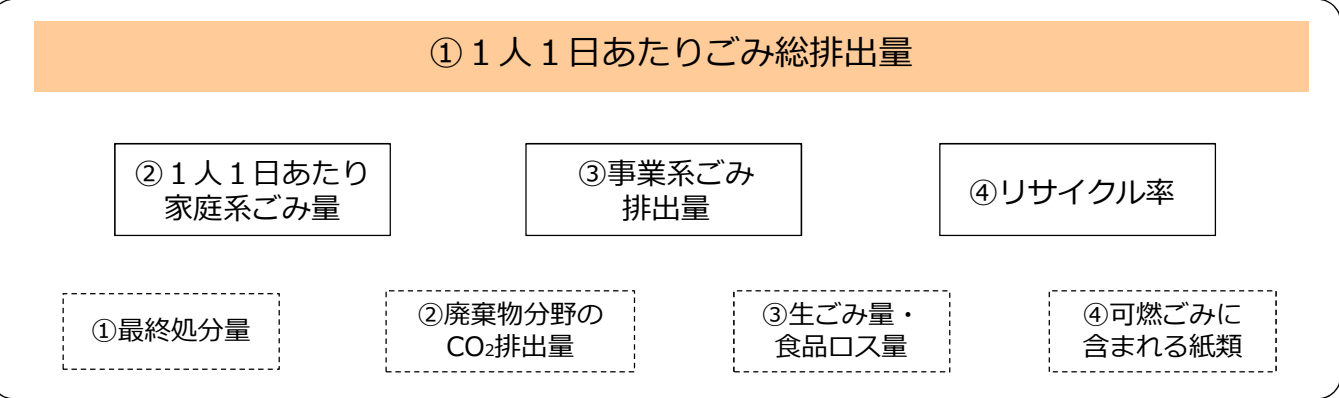 ①１人１日あたりごみ総排出量
②１人１日あたり
家庭系ごみ量
③事業系ごみ
排出量
④リサイクル率
①最終処分量
②廃棄物分野の
CO₂排出量
③生ごみ量・
食品ロス量
④可燃ごみに
含まれる紙類